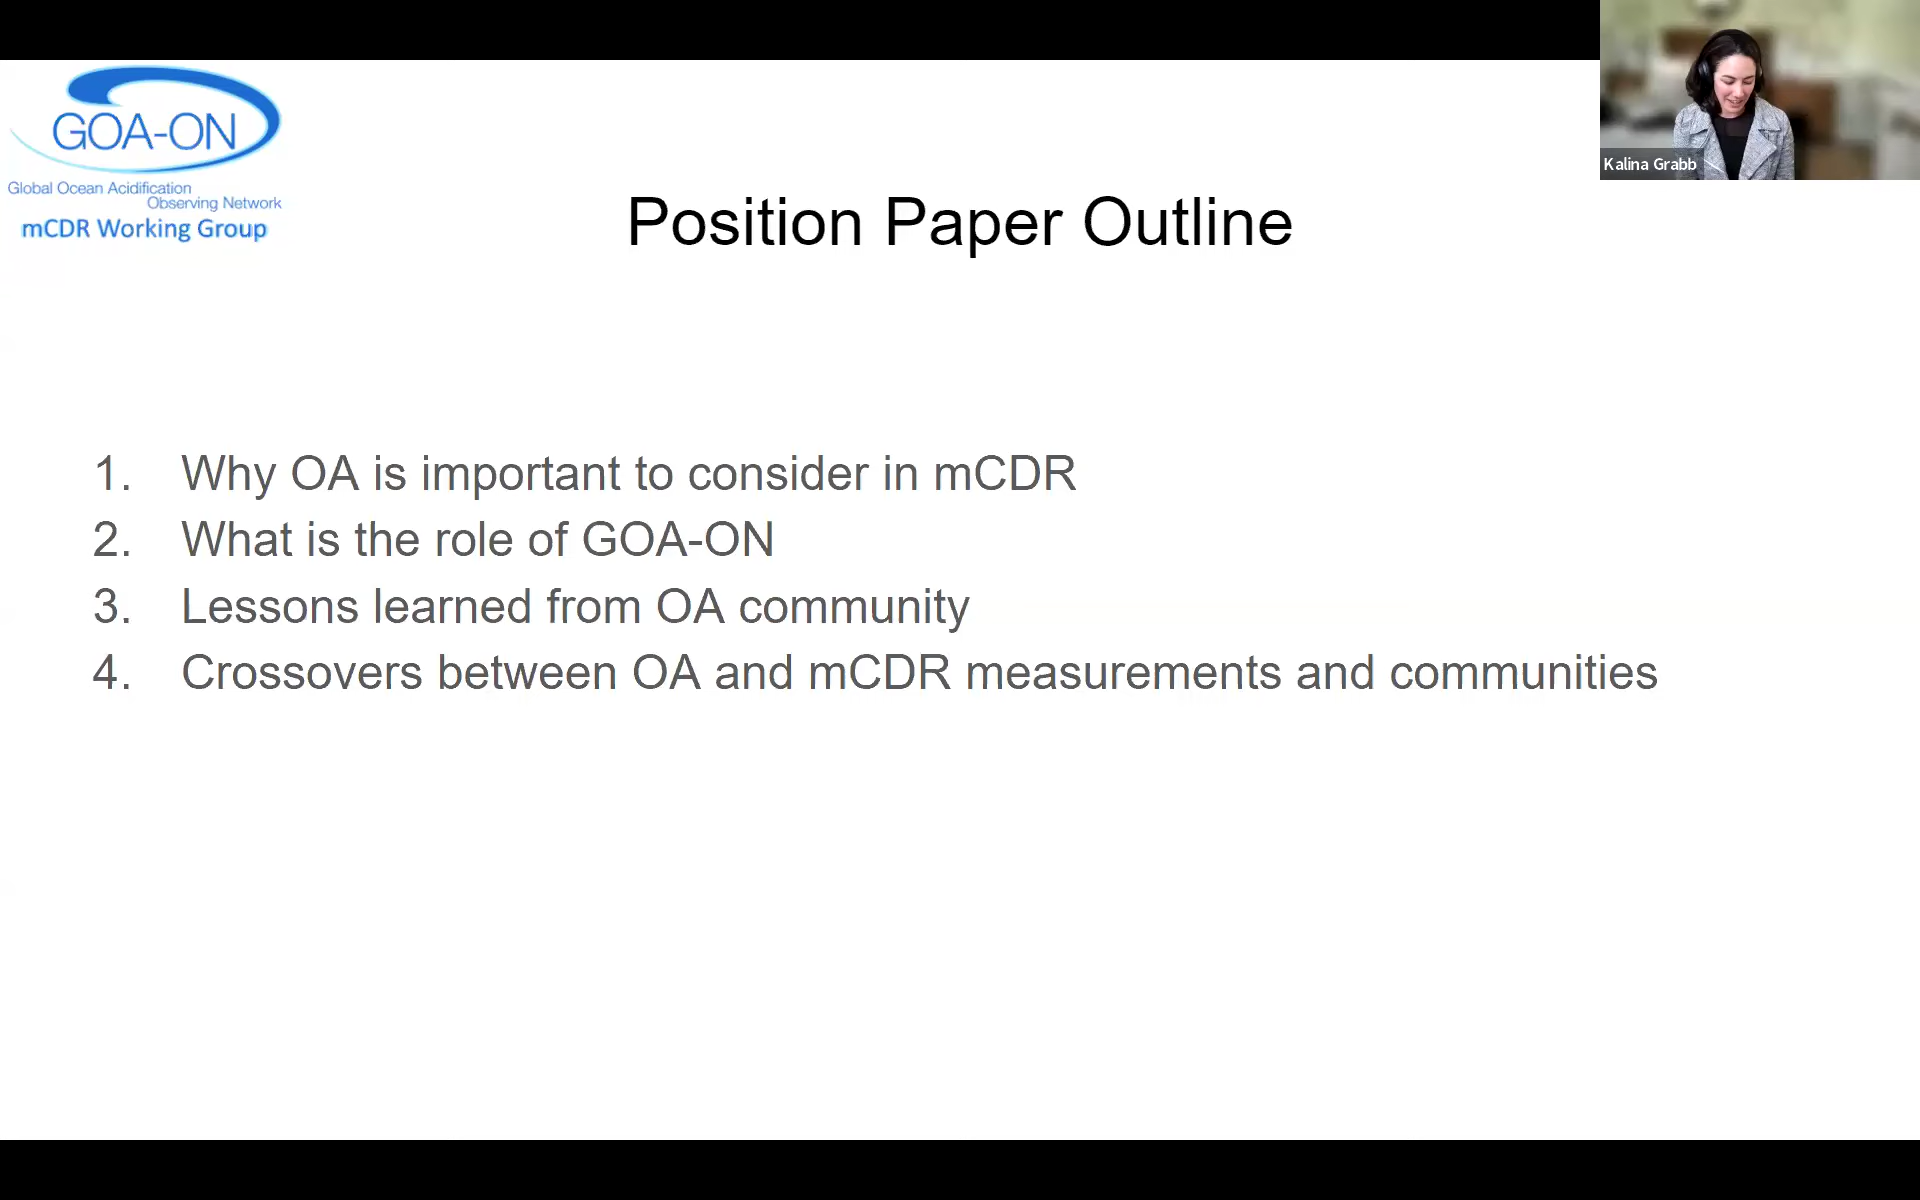 GOA-ON
Global Ocean Acidification
Observing Network
mCDR Working Group
Kalina Grabb
Position Paper Outline
1. Why OA is important to consider in mCDR
2. What is the role of GOA-ON
3. Lessons learned from OA community
4. Crossovers between OA and mCDR measurements and communities